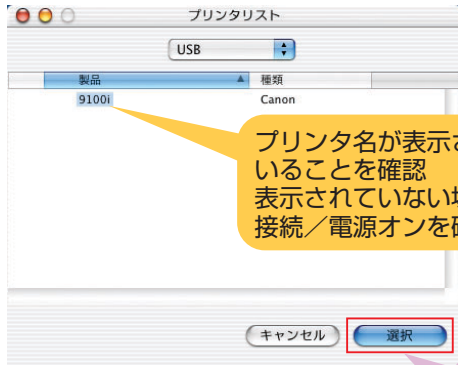 プリンタリスト
USB
製品 種類
9100i Canon
プリンタ名が表示さ
いることを確認
表示されていない
接続／電源オンを
キャンセル 選択